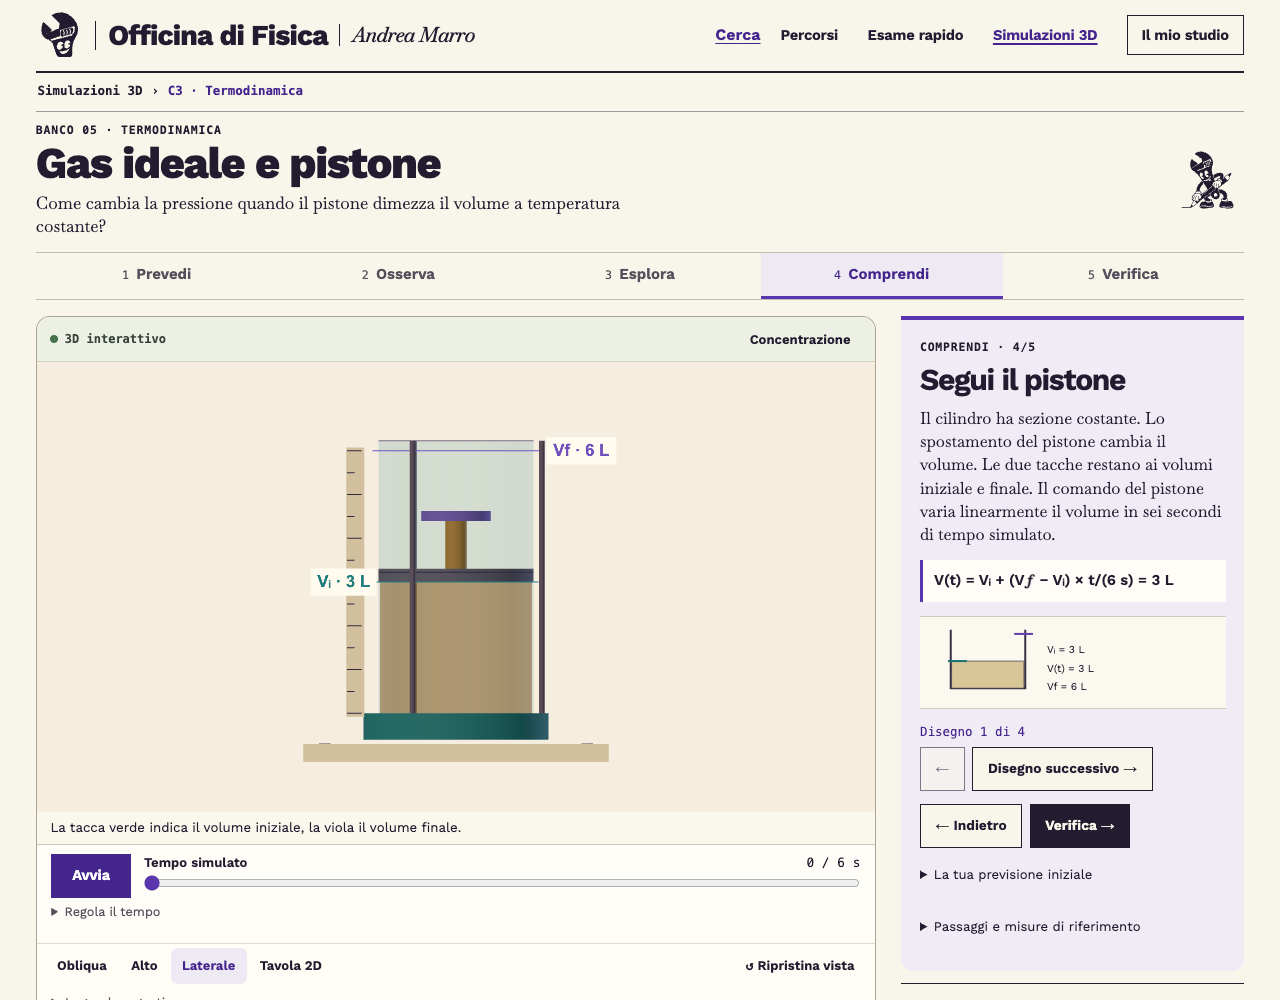 Officina di Fisica
Andrea Marro
Cerca
Percorsi
Esame rapido
Simulazioni 3D
Il mio studio
Simulazioni 3D › C3 · Termodinamica
BANCO 05 · TERMODINAMICA
Gas ideale e pistone
Come cambia la pressione quando il pistone dimezza il volume a temperatura
costante?
1 Prevedi
2 Osserva
3 Esplora
4 Comprendi
5 Verifica
3D interattivo
Concentrazione
Vf · 6 L
Vᵢ · 3 L
La tacca verde indica il volume iniziale, la viola il volume finale.
Avvia
Tempo simulato
0 / 6 s
▶ Regola il tempo
Obliqua
Alto
Laterale
Tavola 2D
↺ Ripristina vista
COMPRENDI · 4/5
Segui il pistone
Il cilindro ha sezione costante. Lo
spostamento del pistone cambia il
volume. Le due tacche restano ai volumi
iniziale e finale. Il comando del pistone
varia linearmente il volume in sei secondi
di tempo simulato.
V(t) = Vᵢ + (V𝑓 − Vᵢ) × t/(6 s) = 3 L
Vᵢ = 3 L
V(t) = 3 L
Vf = 6 L
Disegno 1 di 4
←
Disegno successivo →
← Indietro
Verifica →
▶ La tua previsione iniziale
▶ Passaggi e misure di riferimento